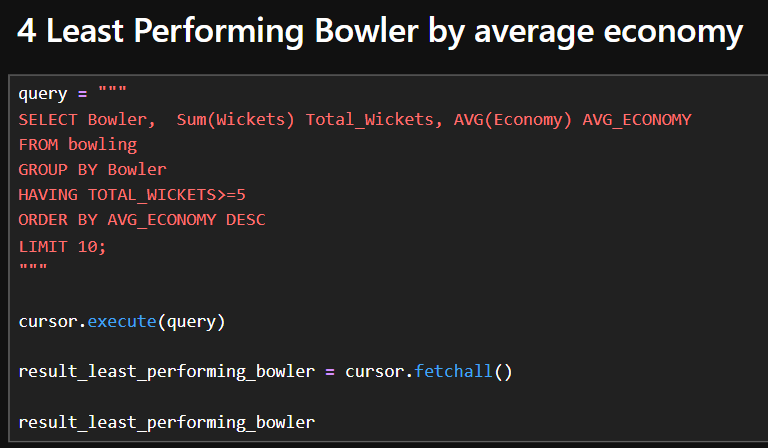 4 Least Performing Bowler by average economy
query = """
SELECT Bowler,  Sum(Wickets) Total_Wickets, AVG(Economy) AVG_ECONOMY
FROM bowling
GROUP BY Bowler
HAVING TOTAL_WICKETS>=5
ORDER BY AVG_ECONOMY DESC
LIMIT 10;
"""
cursor.execute(query)
result_least_performing_bowler = cursor.fetchall()
result_least_performing_bowler